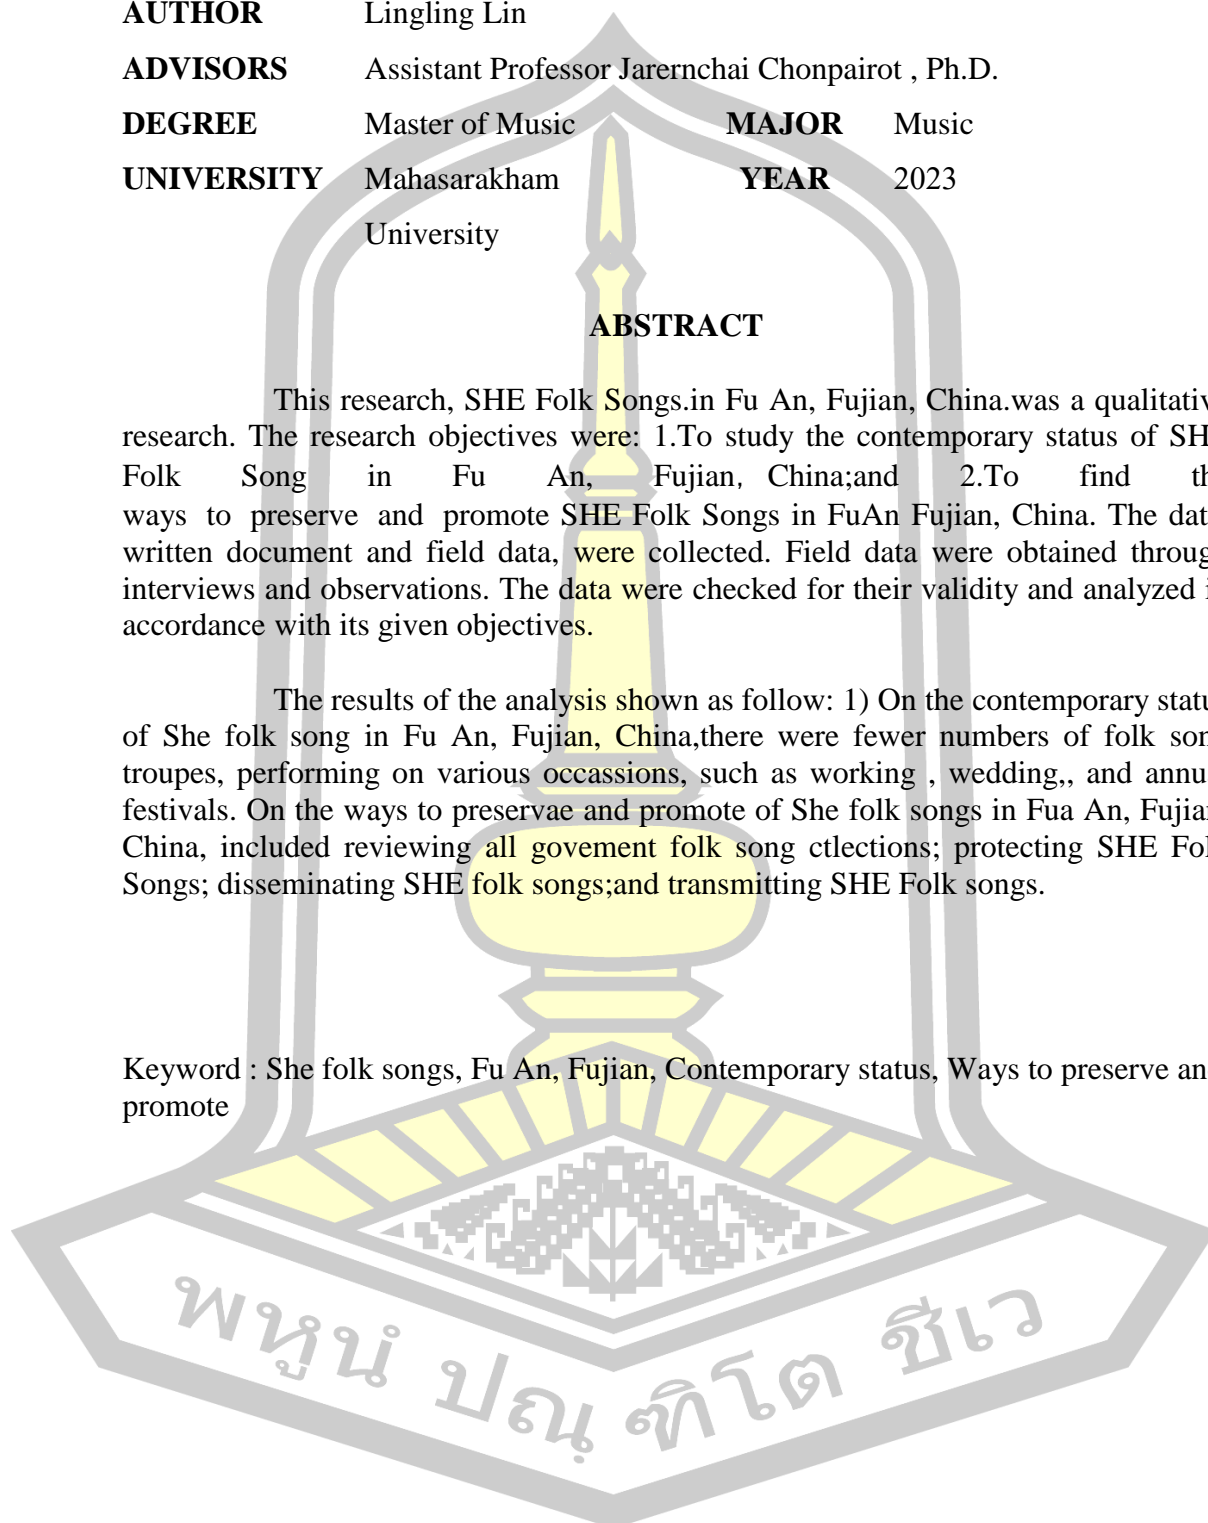 AUTHOR Lingling Lin
ADVISORS Assistant Professor Jarernchai Chonpairot , Ph.D.
DEGREE Master of Music MAJOR Music
UNIVERSITY Mahasarakham YEAR 2023
University
ABSTRACT
This research, SHE Folk Songs.in Fu An, Fujian, China.was a qualitativ
research. The research objectives were: 1.To study the contemporary status of SH
Folk Song in Fu An, Fujian, China;and 2.To find th
ways to preserve and promote SHE Folk Songs in FuAn Fujian, China. The dat
written document and field data, were collected. Field data were obtained throug
interviews and observations. The data were checked for their validity and analyzed i
accordance with its given objectives.
The results of the analysis shown as follow: 1) On the contemporary statu
of She folk song in Fu An, Fujian, China,there were fewer numbers of folk son
troupes, performing on various occassions, such as working , wedding,, and annu
festivals. On the ways to preservae and promote of She folk songs in Fua An, Fujian
China, included reviewing all govement folk song ctlections; protecting SHE Fol
Songs; disseminating SHE folk songs;and transmitting SHE Folk songs.
Keyword : She folk songs, Fu An, Fujian, Contemporary status, Ways to preserve an
promote
พหูนํ ปณฺฑิโต ชีเว